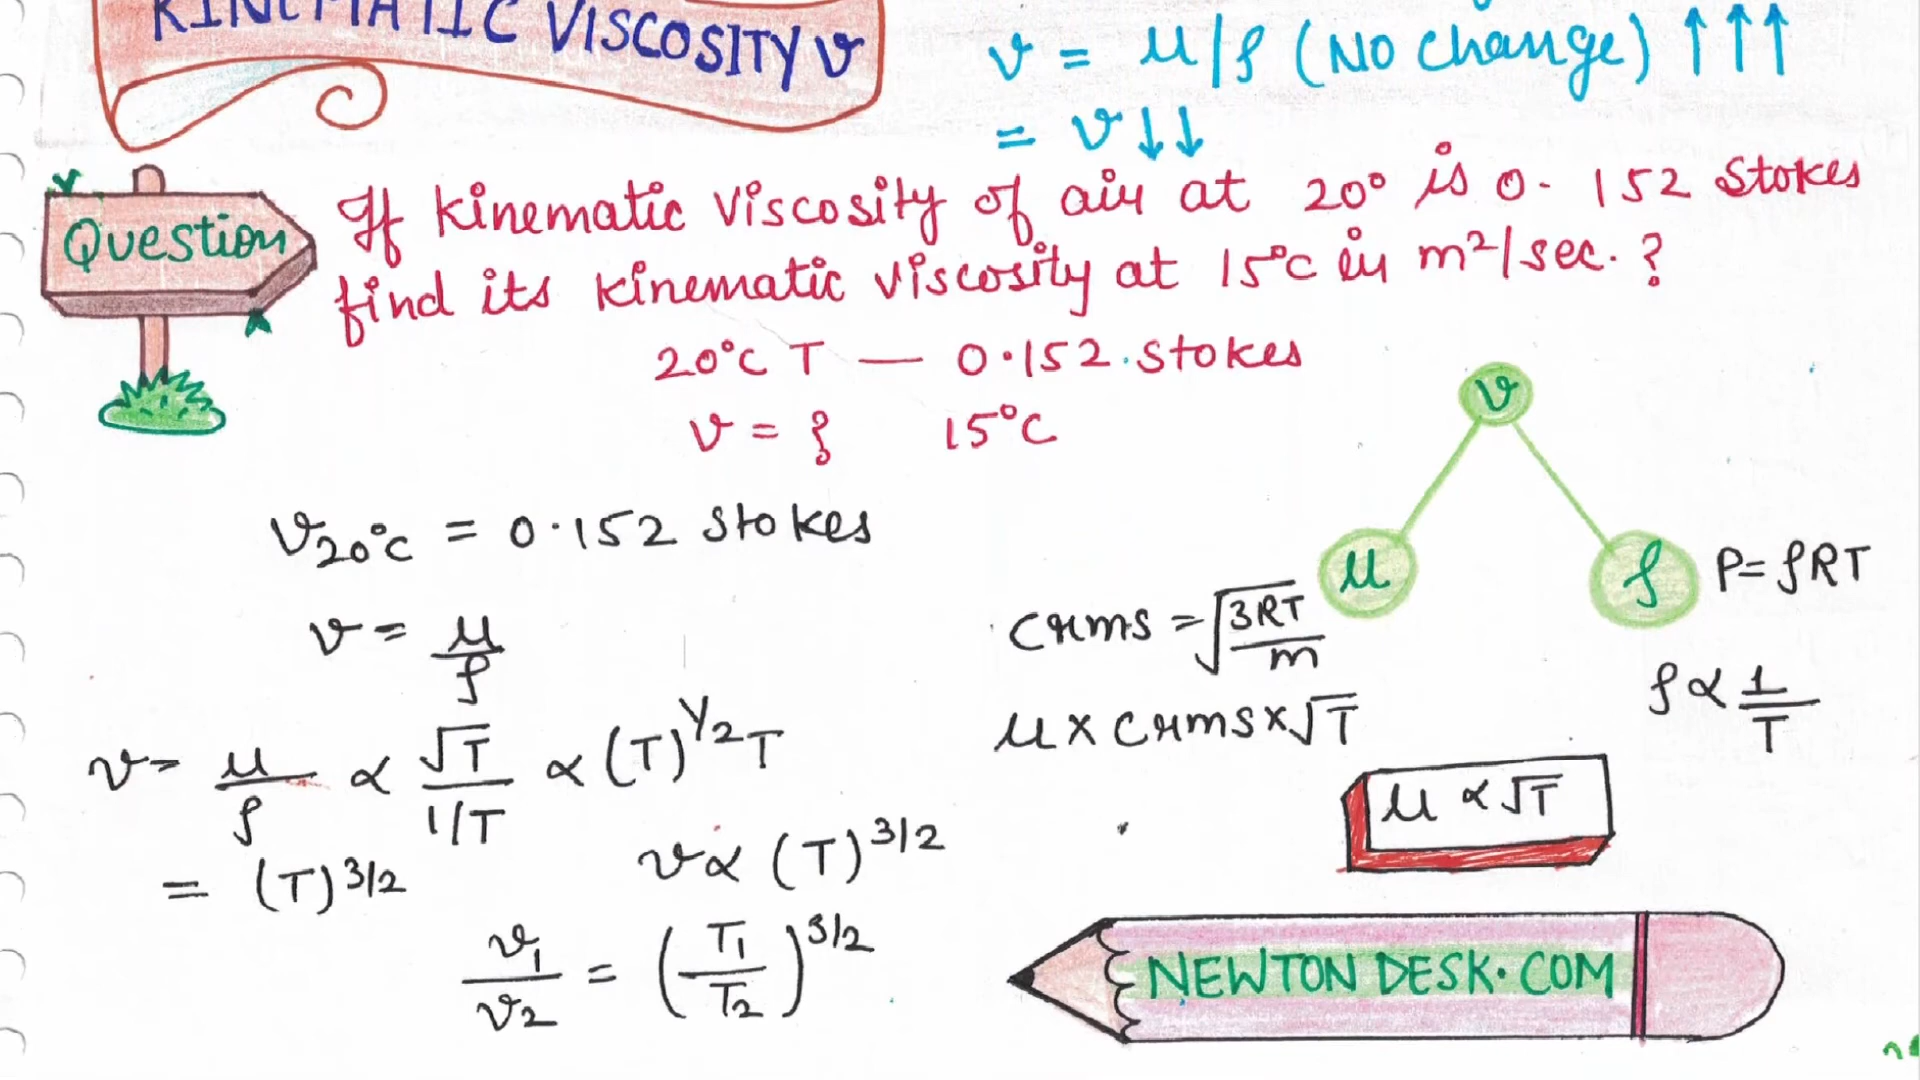 KINEMATIC VISCOSITY ν
ν = μ/ρ (No change) ↑↑↑
= ν↓↓
Question
If kinematic viscosity of air at 20° is 0.152 Stokes
find its kinematic viscosity at 15°C in m²/sec.?
20°C T — 0.152.stokes
ν = } 15°C
ν
μ
ρ
P=ρRT
ν20°C = 0.152 stokes
ν = μ/ρ
Crms = √3RT/m
ρ ∝ 1/T
μ x Crms x √T
ν = μ/ρ ∝ √T/1/T ∝ (T)^1/2 T
μ ∝ √T
= (T)^3/2
ν ∝ (T)^3/2
ν1/ν2 = (T1/T2)^3/2
NEWTON DESK.COM